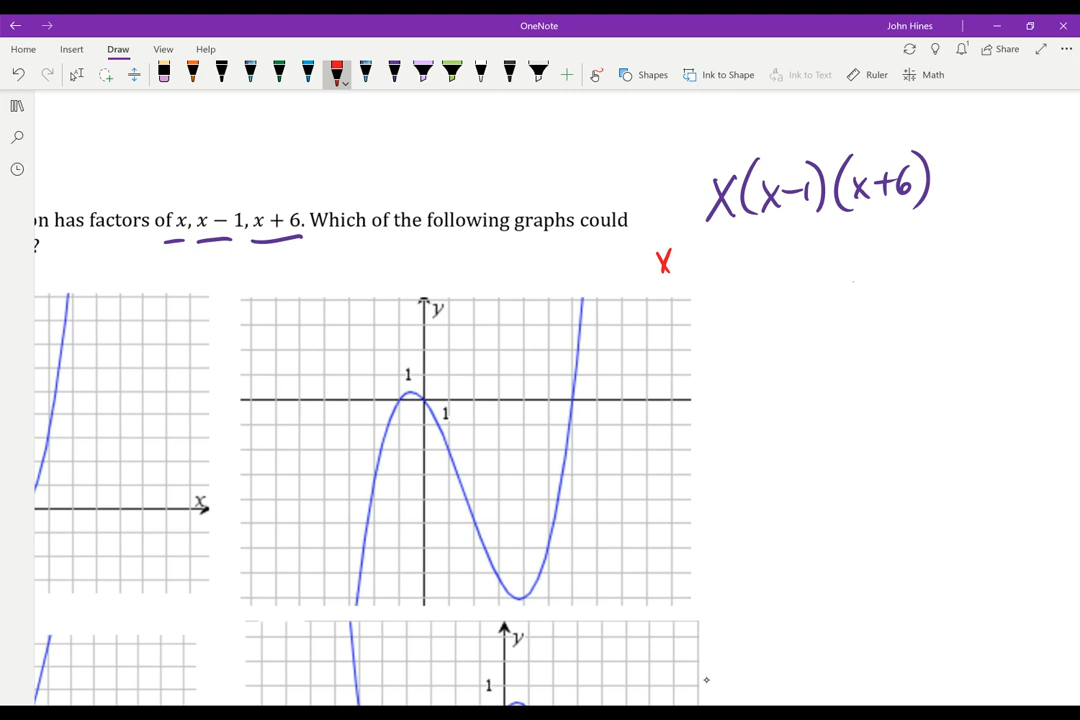 OneNote
John Hines
Home Insert Draw View Help
1
Share
Shapes Ink to Shape Ink to Text Ruler Math
x(x-1)(x+6)
on has factors of x, x − 1, x + 6. Which of the following graphs could
?
x
y
1
1
x
y
1